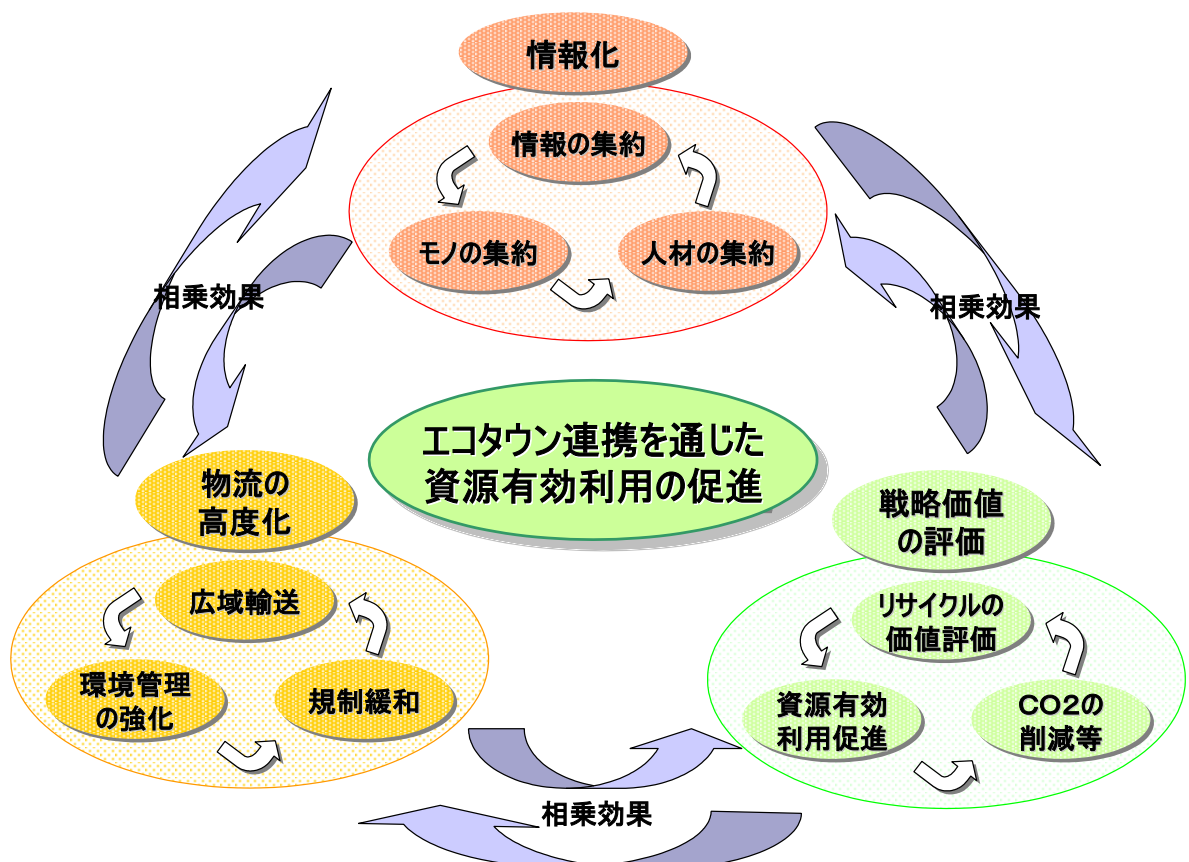 情報化
情報の集約
モノの集約
人材の集約
相乗効果
相乗効果
エコタウン連携を通じた
資源有効利用の促進
物流の
高度化
広域輸送
環境管理
の強化
規制緩和
戦略価値
の評価
リサイクルの
価値評価
資源有効
利用促進
CO2の
削減等
相乗効果